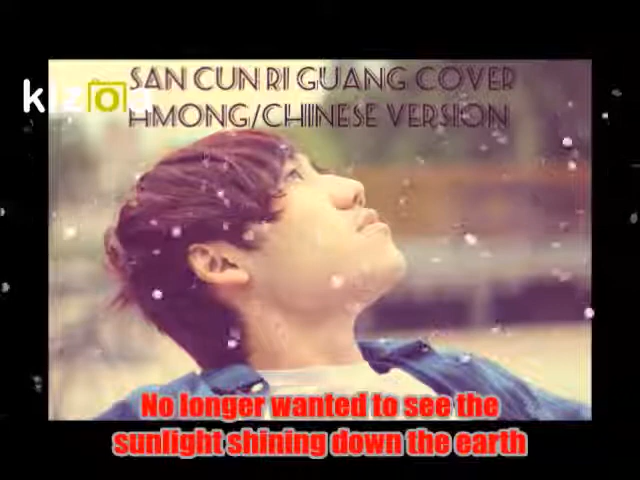 SAN CUN RI GUANG COVER
kizoa
HMONG/CHINESE VERSION
No longer wanted to see the
sunlight shining down the earth